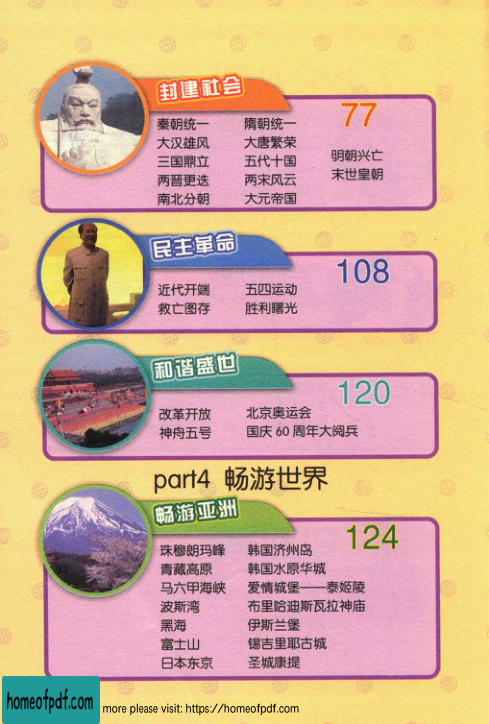 封建社会
77
秦朝统一 隋朝统一
大汉雄风 大唐繁荣
三国鼎立 五代十国 明朝兴亡
两晋更迭 两宋风云 末世皇朝
南北分朝 大元帝国
民主革命
108
近代开端 五四运动
救亡图存 胜利曙光
和谐盛世
120
改革开放 北京奥运会
神舟五号 国庆 60 周年大阅兵
part4 畅游世界
畅游亚洲
124
珠穆朗玛峰 韩国济州岛
青藏高原 韩国水原华城
马六甲海峡 爱情城堡——泰姬陵
波斯湾 布里哈迪斯瓦拉神庙
黑海 伊斯兰堡
富士山 锡吉里耶古城
日本东京 圣城康提
homeofpdf.com
more please visit: https://homeofpdf.com